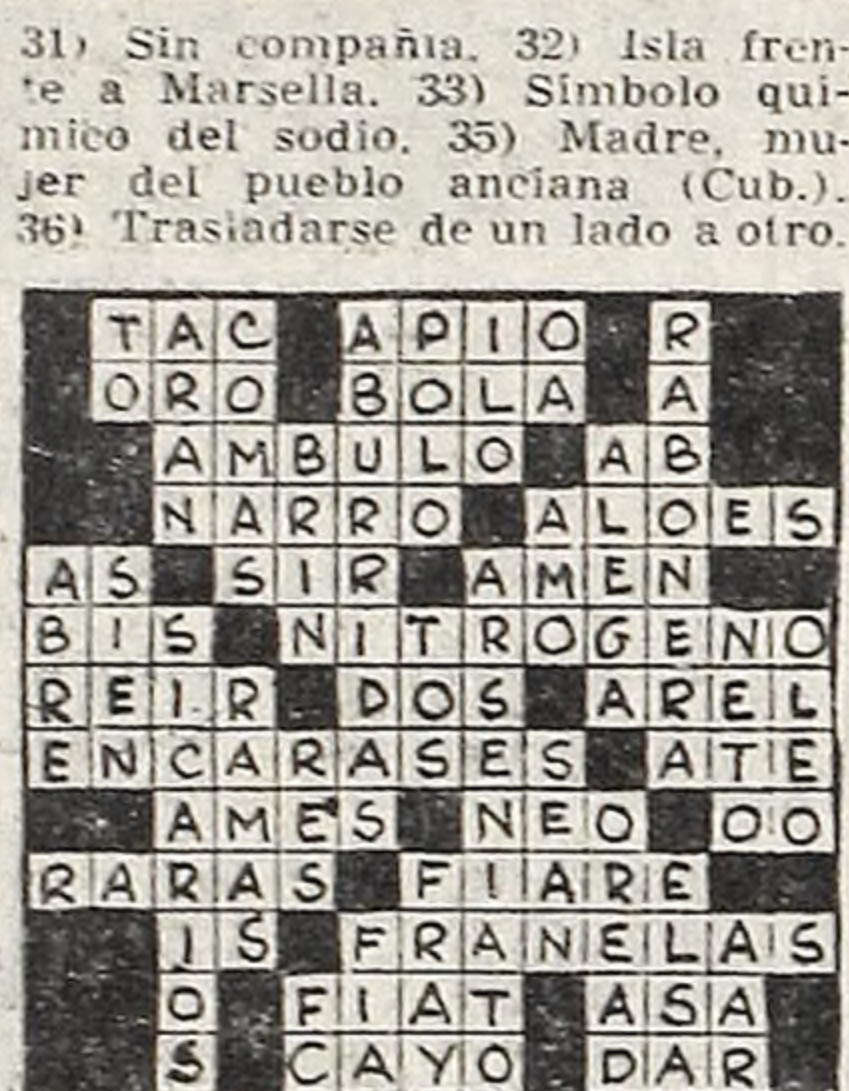 31) Sin compañia. 32) Isla fren-
te a Marsella. 33) Símbolo quí-
mico del sodio. 35) Madre, mu-
jer del pueblo anciana (Cub.).
36) Trasladarse de un lado a otro.
TAC APIO R
ORO BOLA A
AMBULO AB
NARRO ALOES
AS SIR AMEN
BIS NITROGENO
REIR DOS AREL
ENCARASES ATE
AMES NEO OO
RARAS FIARE
IS FRANELAS
O FIAT ASA
S CAYO DAR